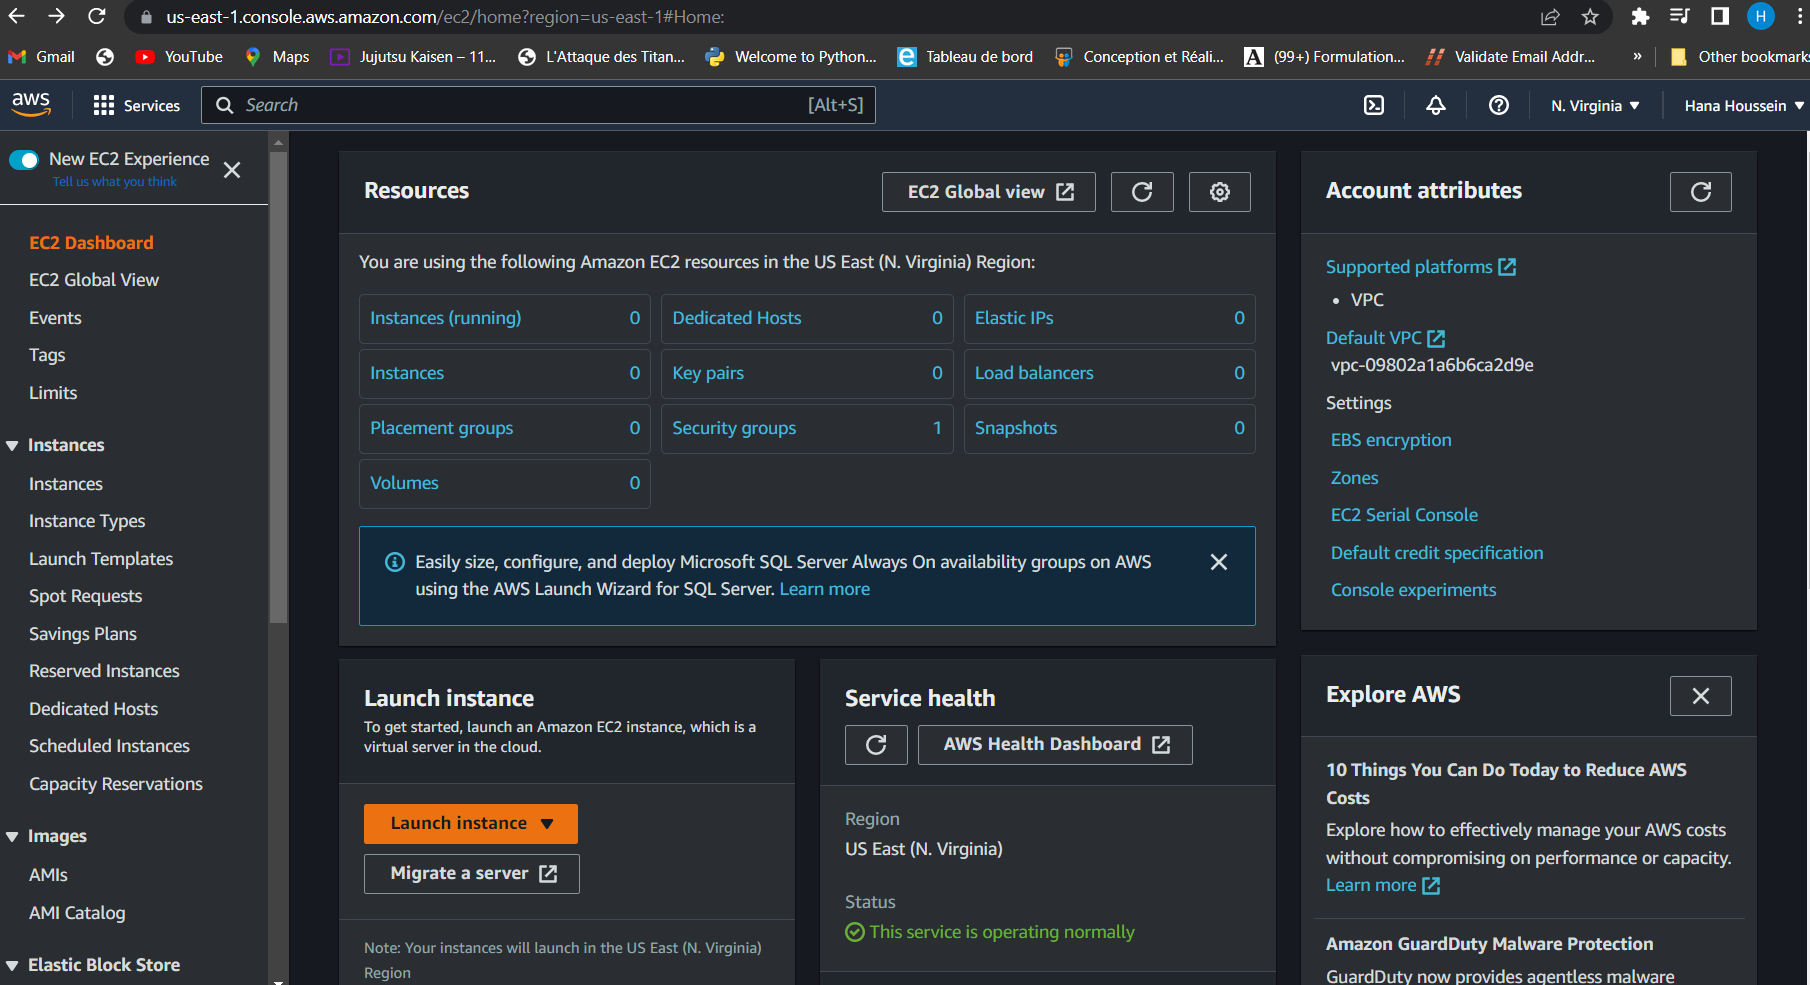 us-east-1.console.aws.amazon.com/ec2/home?region=us-east-1#Home:
H
Gmail
YouTube
Maps
Jujutsu Kaisen – 11...
L'Attaque des Titan...
Welcome to Python...
Tableau de bord
Conception et Réali...
(99+) Formulation...
Validate Email Addr...
»
Other bookmarks
aws
Services
Search
[Alt+S]
N. Virginia
Hana Houssein
New EC2 Experience
Tell us what you think
EC2 Dashboard
EC2 Global View
Events
Tags
Limits
Instances
Instances
Instance Types
Launch Templates
Spot Requests
Savings Plans
Reserved Instances
Dedicated Hosts
Scheduled Instances
Capacity Reservations
Images
AMIs
AMI Catalog
Elastic Block Store
Resources
EC2 Global view
You are using the following Amazon EC2 resources in the US East (N. Virginia) Region:
Instances (running) 0
Dedicated Hosts 0
Elastic IPs 0
Instances 0
Key pairs 0
Load balancers 0
Placement groups 0
Security groups 1
Snapshots 0
Volumes 0
Easily size, configure, and deploy Microsoft SQL Server Always On availability groups on AWS
using the AWS Launch Wizard for SQL Server. Learn more
Launch instance
To get started, launch an Amazon EC2 instance, which is a
virtual server in the cloud.
Launch instance
Migrate a server
Note: Your instances will launch in the US East (N. Virginia)
Region
Service health
AWS Health Dashboard
Region
US East (N. Virginia)
Status
This service is operating normally
Account attributes
Supported platforms
• VPC
Default VPC
vpc-09802a1a6b6ca2d9e
Settings
EBS encryption
Zones
EC2 Serial Console
Default credit specification
Console experiments
Explore AWS
10 Things You Can Do Today to Reduce AWS
Costs
Explore how to effectively manage your AWS costs
without compromising on performance or capacity.
Learn more
Amazon GuardDuty Malware Protection
GuardDuty now provides agentless malware